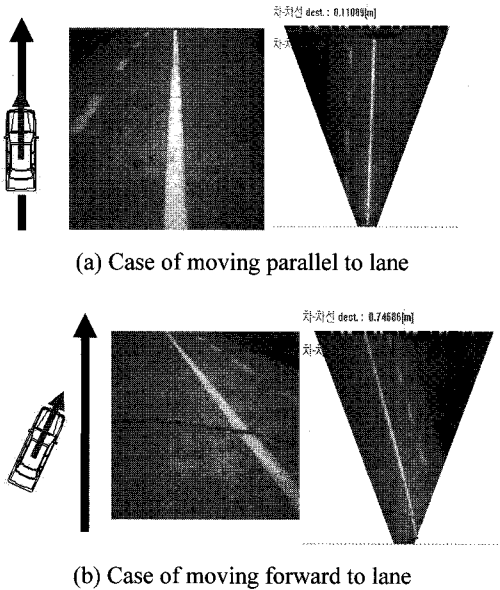 차-차선 dest. : 0.11089[m]
차-차
(a) Case of moving parallel to lane
차-차선 dest. : 0.74686[m]
차-차
(b) Case of moving forward to lane